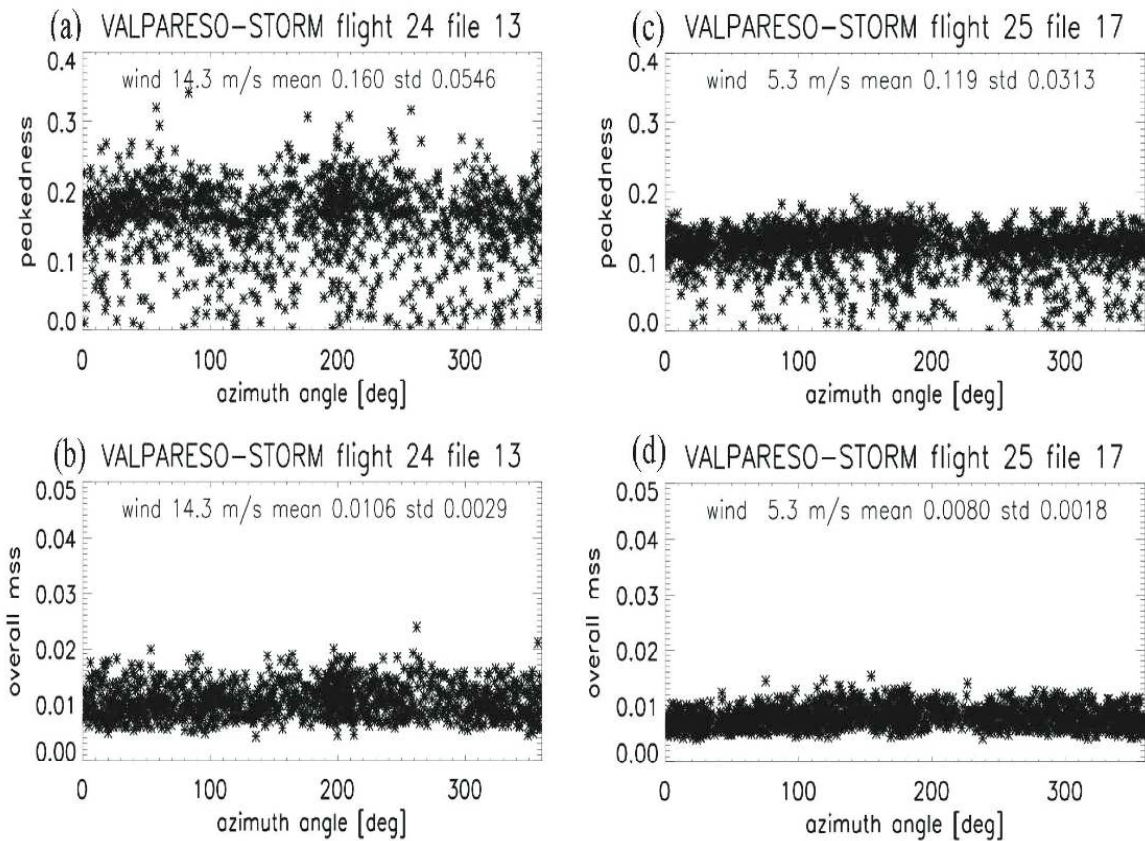 (a) VALPARESO-STORM flight 24 file 13
wind 14.3 m/s mean 0.160 std 0.0546
peakedness
0.4
0.3
0.2
0.1
0.0
0 100 200 300
azimuth angle [deg]
(c) VALPARESO-STORM flight 25 file 17
wind 5.3 m/s mean 0.119 std 0.0313
peakedness
0.4
0.3
0.2
0.1
0.0
0 100 200 300
azimuth angle [deg]
(b) VALPARESO-STORM flight 24 file 13
wind 14.3 m/s mean 0.0106 std 0.0029
overall mss
0.05
0.04
0.03
0.02
0.01
0.00
0 100 200 300
azimuth angle [deg]
(d) VALPARESO-STORM flight 25 file 17
wind 5.3 m/s mean 0.0080 std 0.0018
overall mss
0.05
0.04
0.03
0.02
0.01
0.00
0 100 200 300
azimuth angle [deg]